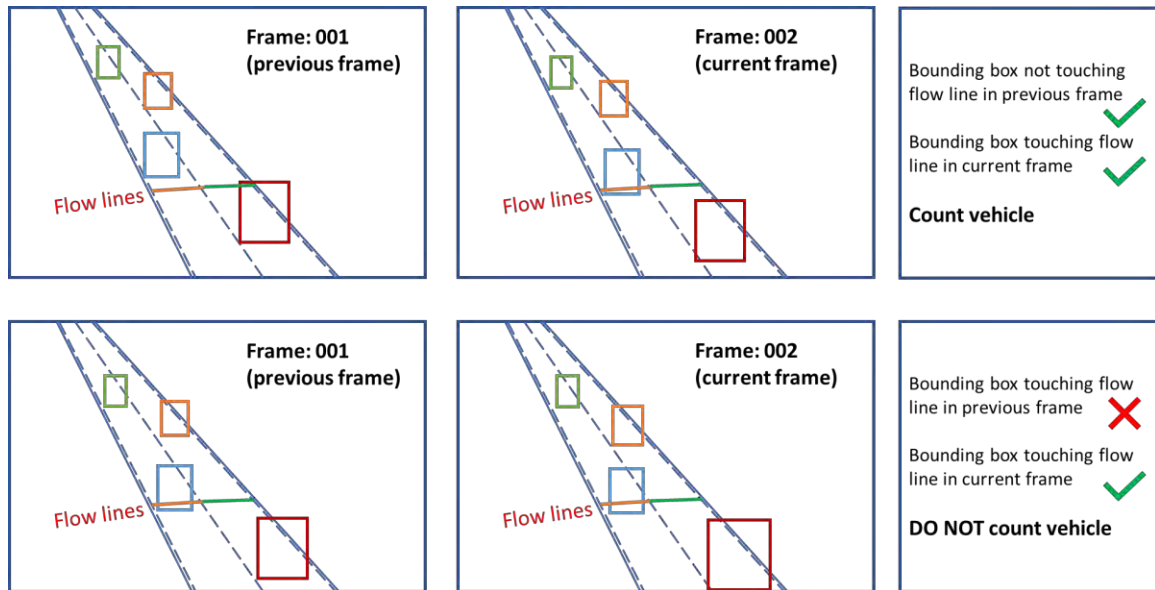 Frame: 001
(previous frame)
Flow lines
Frame: 002
(current frame)
Flow lines
Bounding box not touching
flow line in previous frame
Bounding box touching flow
line in current frame
Count vehicle
Frame: 001
(previous frame)
Flow lines
Frame: 002
(current frame)
Flow lines
Bounding box touching flow
line in previous frame
Bounding box touching flow
line in current frame
DO NOT count vehicle